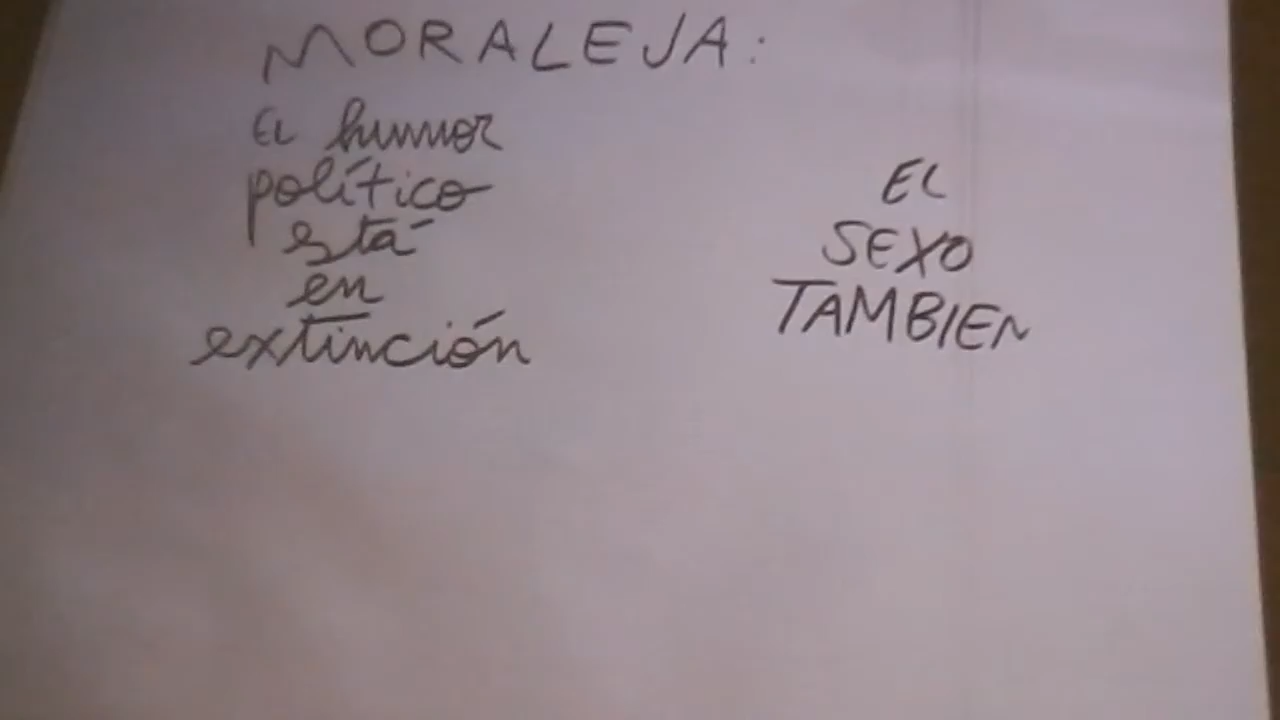 MORALEJA:
El humor
político
está
en
extinción
EL
SEXO
TAMBIEN